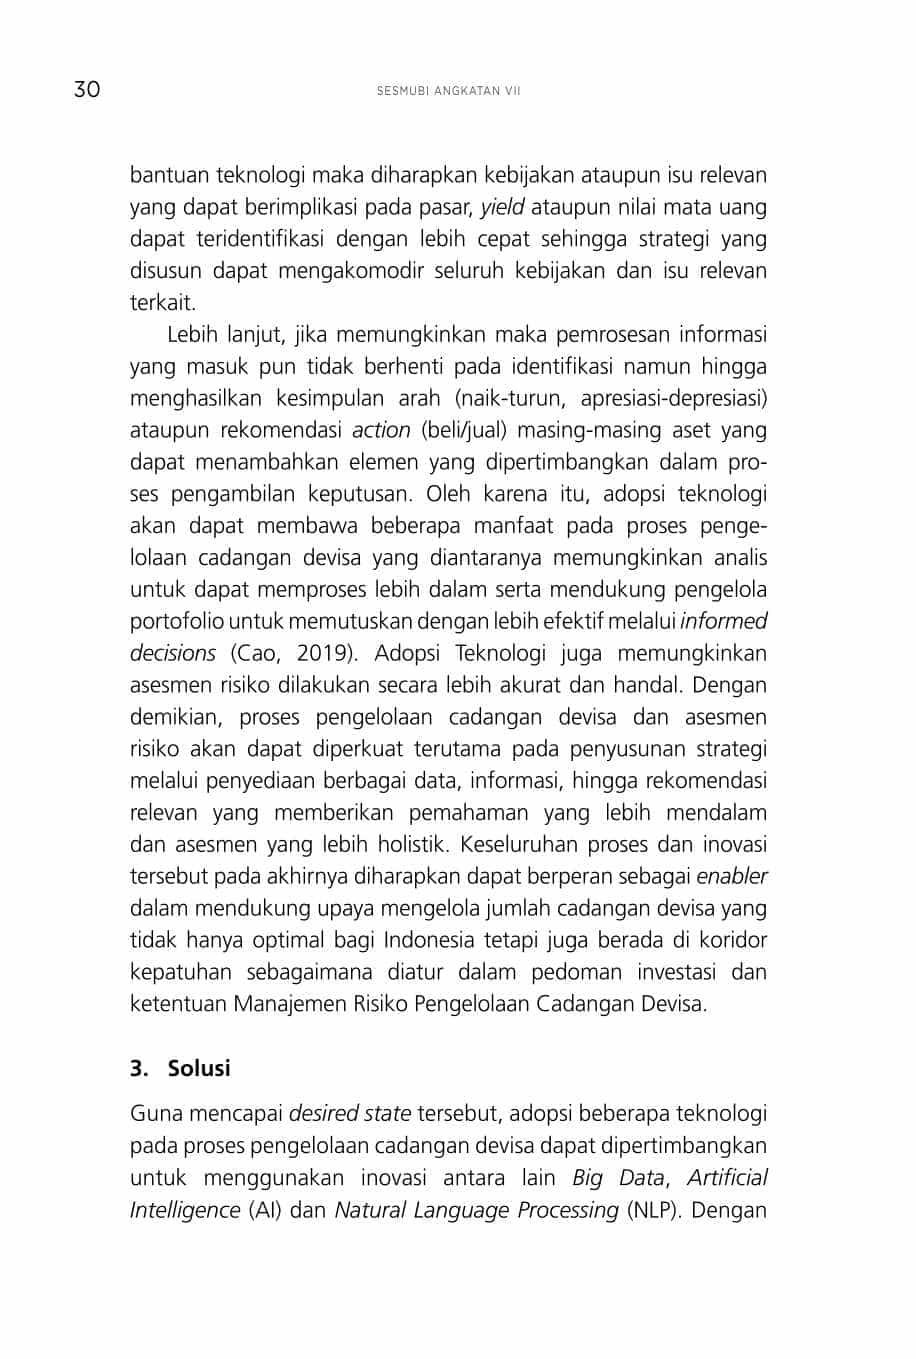 30
SESMUBI ANGKATAN VII
bantuan teknologi maka diharapkan kebijakan ataupun isu relevan
yang dapat berimplikasi pada pasar, yield ataupun nilai mata uang
dapat teridentifikasi dengan lebih cepat sehingga strategi yang
disusun dapat mengakomodir seluruh kebijakan dan isu relevan
terkait.
Lebih lanjut, jika memungkinkan maka pemrosesan informasi
yang masuk pun tidak berhenti pada identifikasi namun hingga
menghasilkan kesimpulan arah (naik-turun, apresiasi-depresiasi)
ataupun rekomendasi action (beli/jual) masing-masing aset yang
dapat menambahkan elemen yang dipertimbangkan dalam pro-
ses pengambilan keputusan. Oleh karena itu, adopsi teknologi
akan dapat membawa beberapa manfaat pada proses penge-
lolaan cadangan devisa yang diantaranya memungkinkan analis
untuk dapat memproses lebih dalam serta mendukung pengelola
portofolio untuk memutuskan dengan lebih efektif melalui informed
decisions (Cao, 2019). Adopsi Teknologi juga memungkinkan
asesmen risiko dilakukan secara lebih akurat dan handal. Dengan
demikian, proses pengelolaan cadangan devisa dan asesmen
risiko akan dapat diperkuat terutama pada penyusunan strategi
melalui penyediaan berbagai data, informasi, hingga rekomendasi
relevan yang memberikan pemahaman yang lebih mendalam
dan asesmen yang lebih holistik. Keseluruhan proses dan inovasi
tersebut pada akhirnya diharapkan dapat berperan sebagai enabler
dalam mendukung upaya mengelola jumlah cadangan devisa yang
tidak hanya optimal bagi Indonesia tetapi juga berada di koridor
kepatuhan sebagaimana diatur dalam pedoman investasi dan
ketentuan Manajemen Risiko Pengelolaan Cadangan Devisa.
3. Solusi
Guna mencapai desired state tersebut, adopsi beberapa teknologi
pada proses pengelolaan cadangan devisa dapat dipertimbangkan
untuk menggunakan inovasi antara lain Big Data, Artificial
Intelligence (AI) dan Natural Language Processing (NLP). Dengan